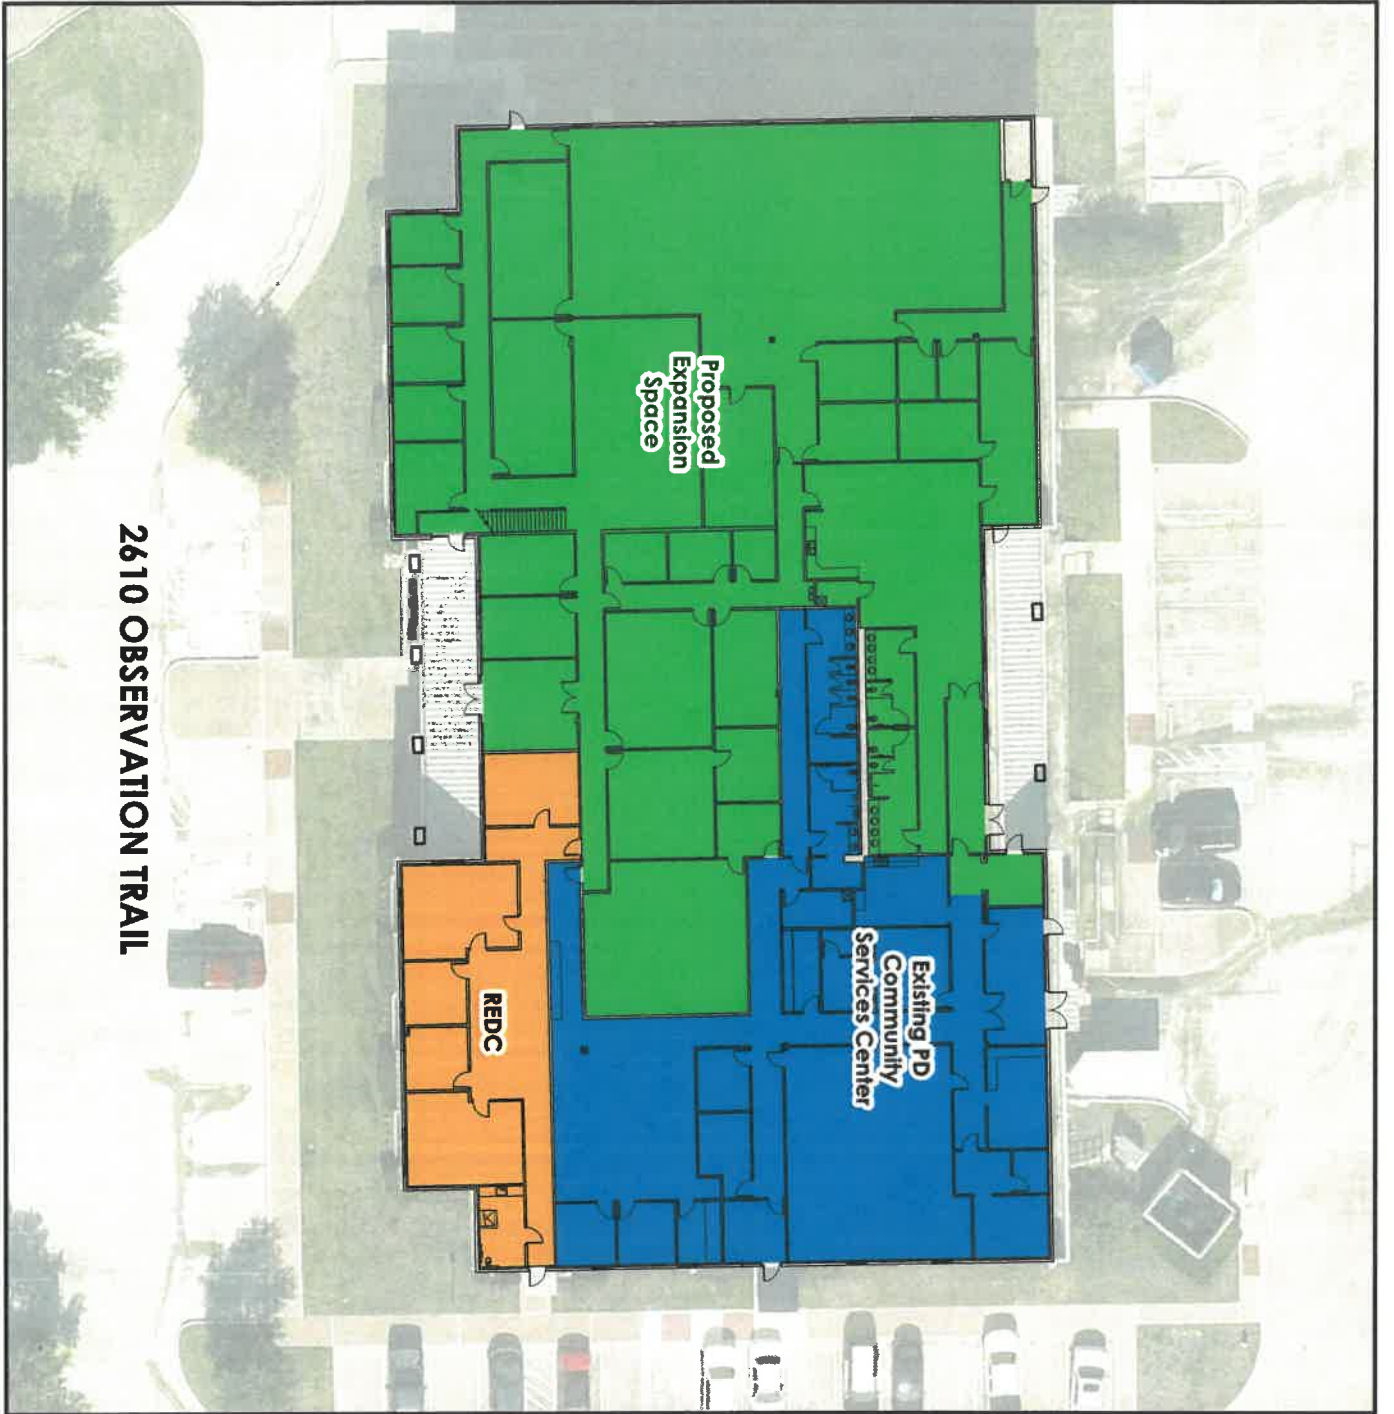 Proposed
Expansion
Space
Existing PD
Community
Services Center
REDC
2610 OBSERVATION TRAIL